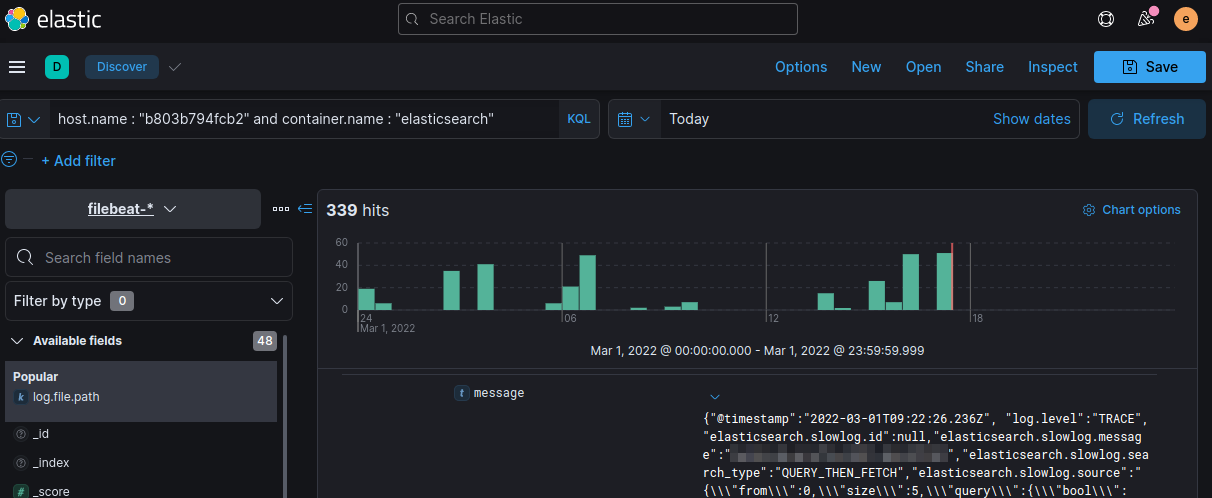 elastic
Search Elastic
e
D
Discover
Options
New
Open
Share
Inspect
Save
host.name : "b803b794fcb2" and container.name : "elasticsearch"
KQL
Today
Show dates
Refresh
+ Add filter
filebeat-*
339 hits
Chart options
Search field names
Filter by type 0
Available fields 48
Popular
k log.file.path
? _id
? _index
# _score
60
40
20
0
24
06
12
18
Mar 1, 2022
Mar 1, 2022 @ 00:00:00.000 - Mar 1, 2022 @ 23:59:59.999
t message
{"@timestamp":"2022-03-01T09:22:26.236Z", "log.level":"TRACE",
"elasticsearch.slowlog.id":null,"elasticsearch.slowlog.messag
e":" ","elasticsearch.slowlog.sea
rch_type":"QUERY_THEN_FETCH","elasticsearch.slowlog.source":"
{\\\"from\\\":0,\\\"size\\\":5,\\\"query\\\":{\\\"bool\\\":